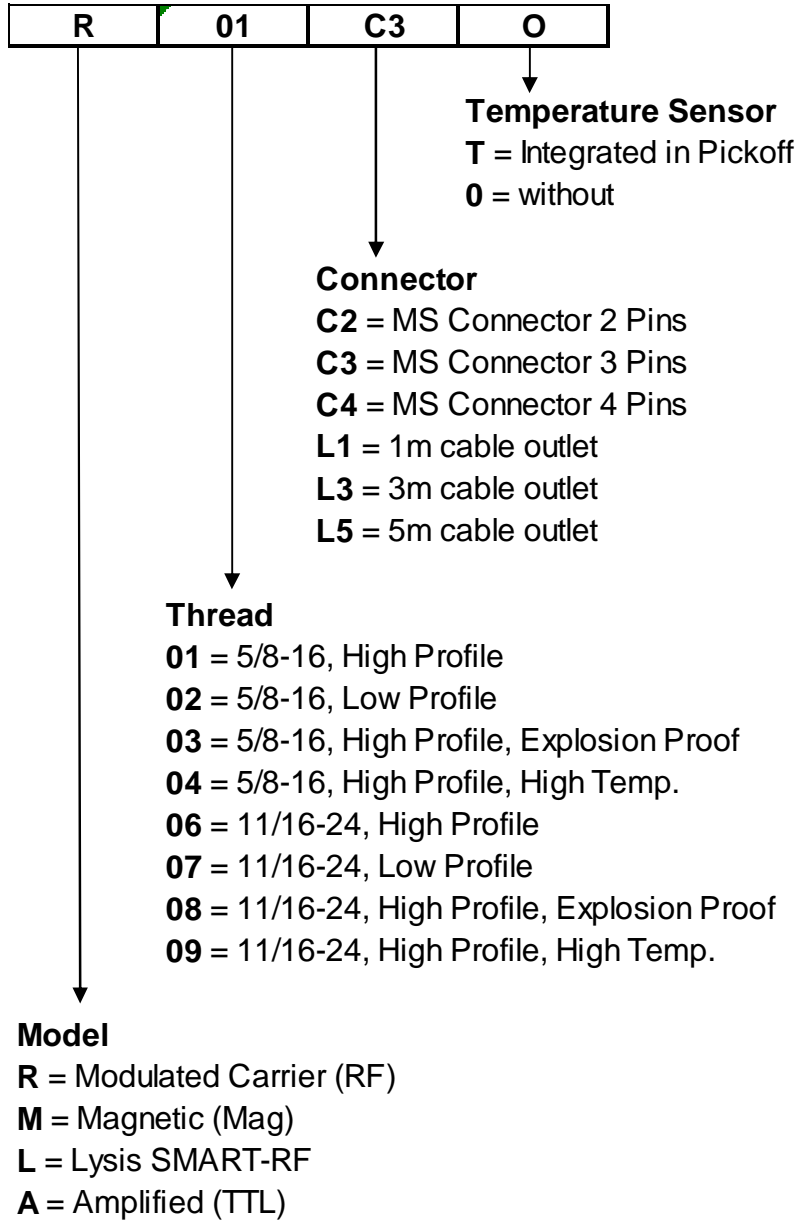 R 01 C3 O
Temperature Sensor
T = Integrated in Pickoff
0 = without
Connector
C2 = MS Connector 2 Pins
C3 = MS Connector 3 Pins
C4 = MS Connector 4 Pins
L1 = 1m cable outlet
L3 = 3m cable outlet
L5 = 5m cable outlet
Thread
01 = 5/8-16, High Profile
02 = 5/8-16, Low Profile
03 = 5/8-16, High Profile, Explosion Proof
04 = 5/8-16, High Profile, High Temp.
06 = 11/16-24, High Profile
07 = 11/16-24, Low Profile
08 = 11/16-24, High Profile, Explosion Proof
09 = 11/16-24, High Profile, High Temp.
Model
R = Modulated Carrier (RF)
M = Magnetic (Mag)
L = Lysis SMART-RF
A = Amplified (TTL)